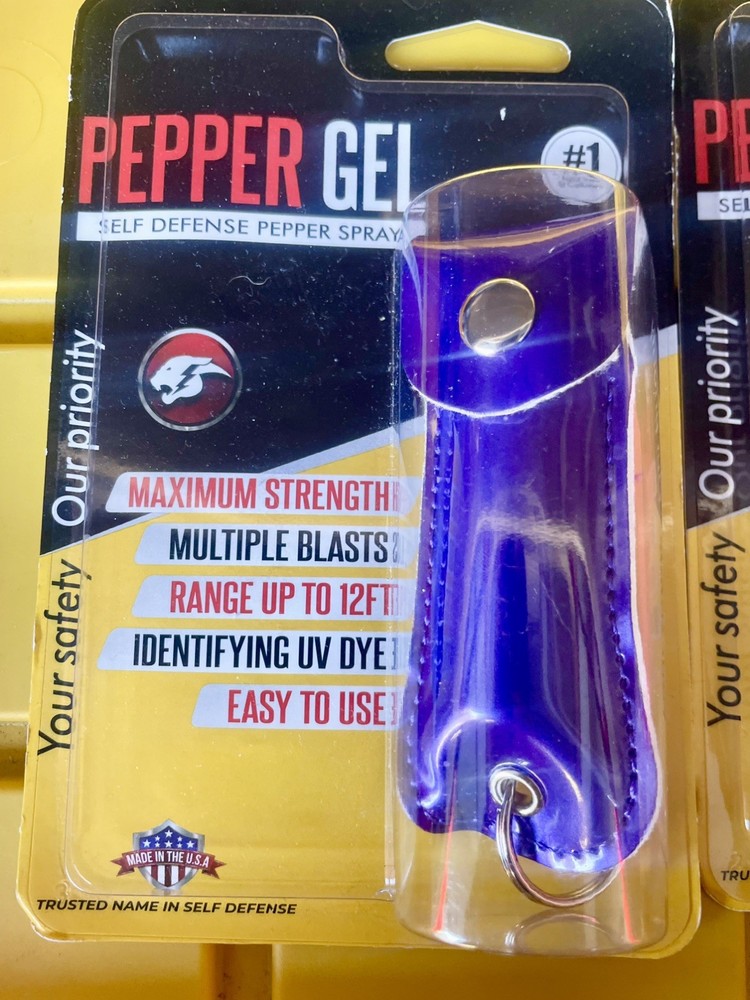 PEPPER GEL
#1
SELF DEFENSE PEPPER SPRAY
Your safety Our priority
MAXIMUM STRENGTH
MULTIPLE BLASTS
RANGE UP TO 12FT
IDENTIFYING UV DYE
EASY TO USE
MADE IN THE U.S.A
TRUSTED NAME IN SELF DEFENSE
PE
SEL
Your safety Our priority
TRU